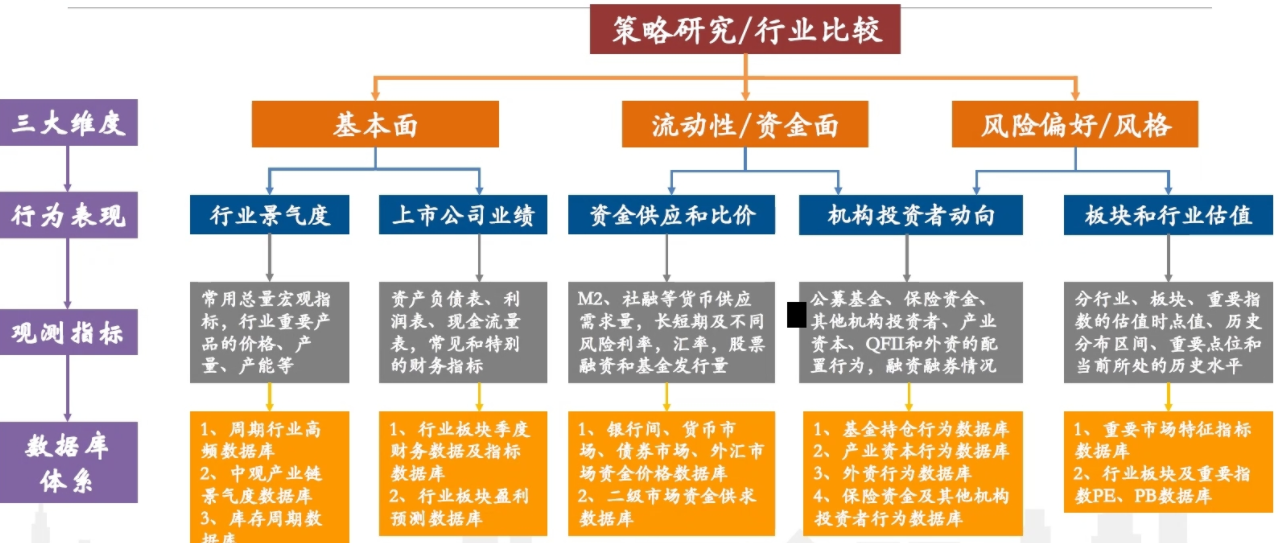 策略研究/行业比较
三大维度
基本面
流动性/资金面
风险偏好/风格
行为表现
行业景气度
上市公司业绩
资金供应和比价
机构投资者动向
板块和行业估值
观测指标
常用总量宏观指
标，行业重要产
品的价格、产
量、产能等
资产负债表、利
润表、现金流量
表，常见和特别
的财务指标
M2、社融等货币供应
需求量，长短期及不同
风险利率，汇率，股票
融资和基金发行量
公募基金、保险资金、
其他机构投资者、产业
资本、QFII和外资的配
置行为，融资融券情况
分行业、板块、重要指
数的估值时点值、历史
分布区间、重要点位和
当前所处的历史水平
数据库
体系
1、周期行业高
频数据库
2、中观产业链
景气度数据库
3、库存周期数
据库
1、行业板块季度
财务数据及指标
数据库
2、行业板块盈利
预测数据库
1、银行间、货币市
场、债券市场、外汇市
场资金价格数据库
2、二级市场资金供求
数据库
1、基金持仓行为数据库
2、产业资本行为数据库
3、外资行为数据库
4、保险资金及其他机构
投资者行为数据库
1、重要市场特征指标
数据库
2、行业板块及重要指
数PE、PB数据库